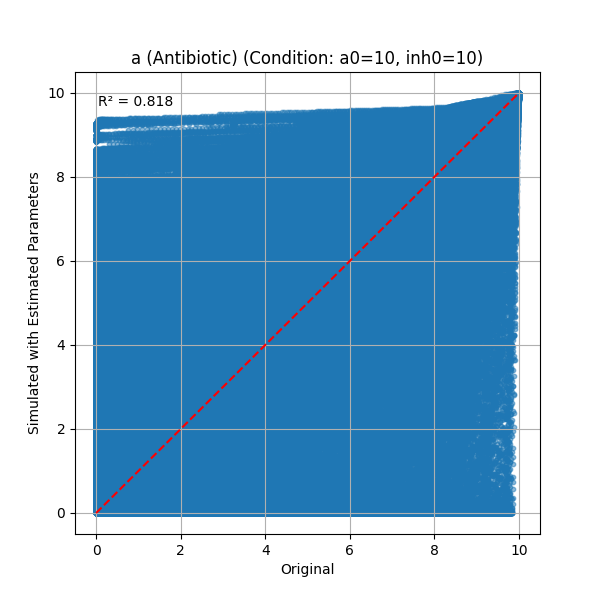 a (Antibiotic) (Condition: a0=10, inh0=10)
R² = 0.818
10
8
6
4
2
0
Simulated with Estimated Parameters
0 2 4 6 8 10
Original